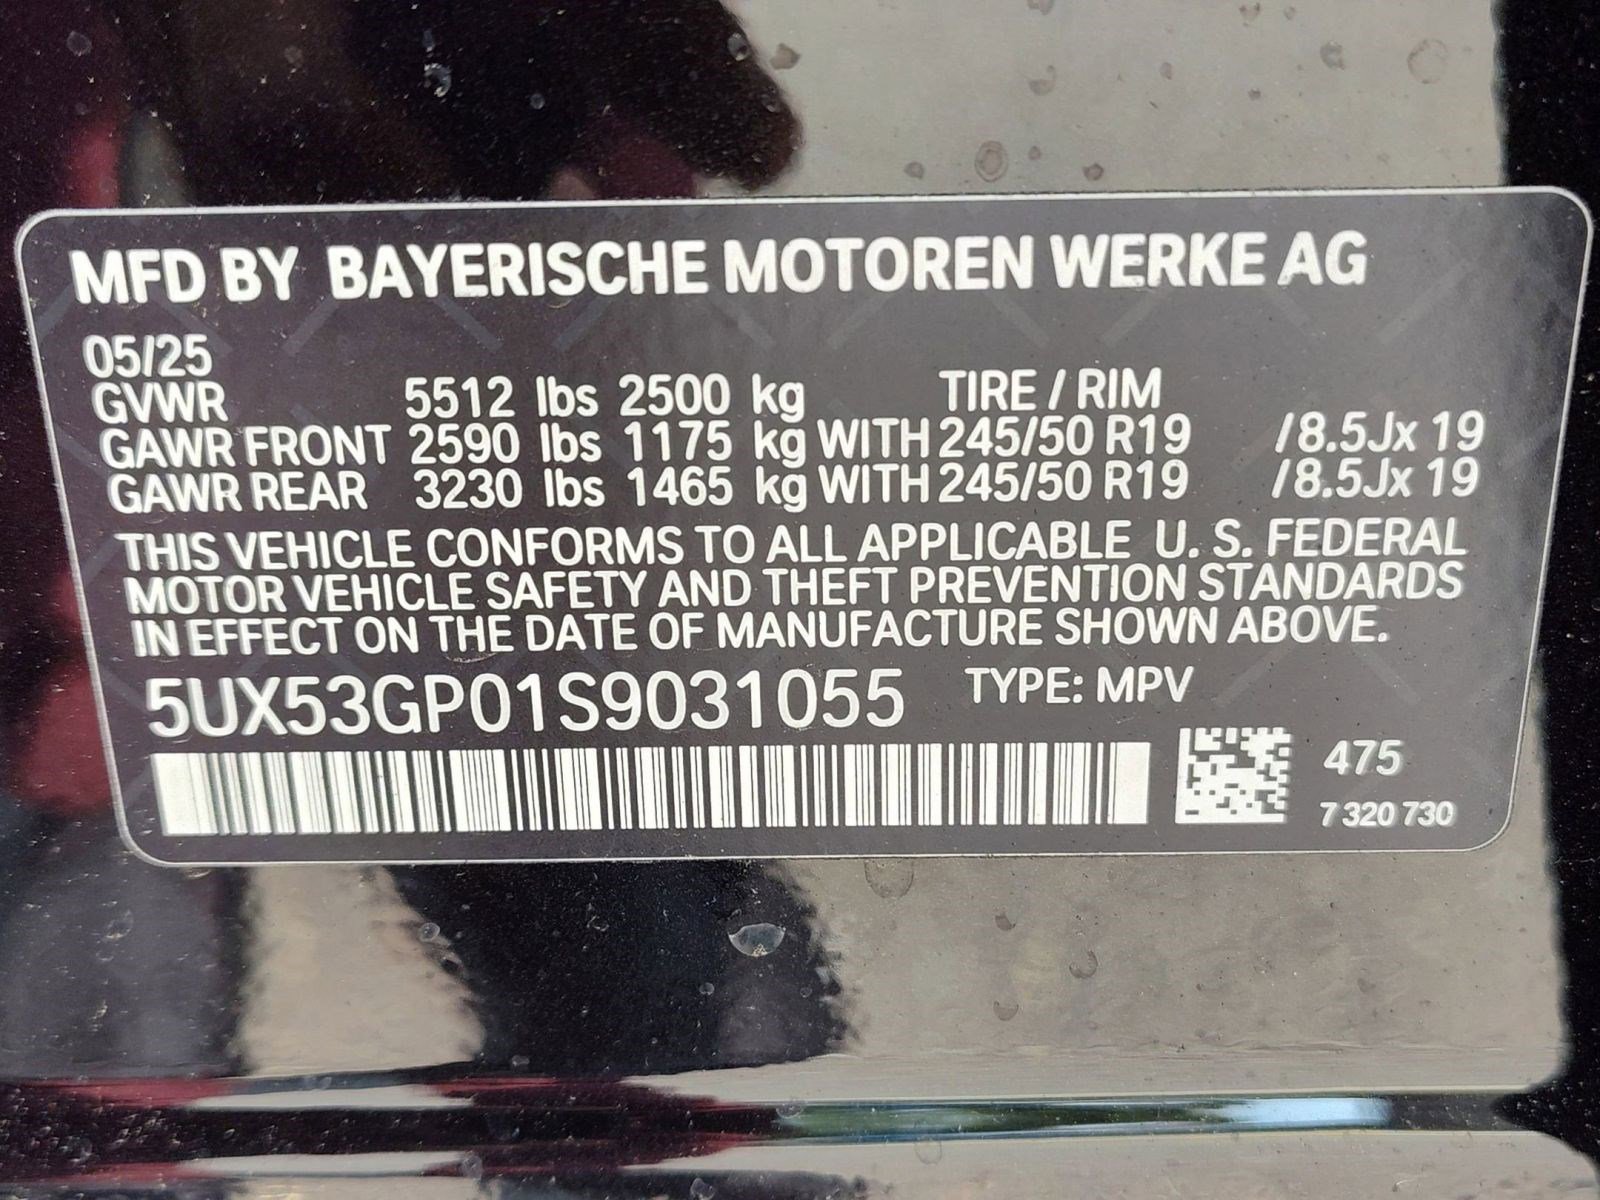 MFD BY BAYERISCHE MOTOREN WERKE AG
05/25
GVWR 5512 lbs 2500 kg TIRE / RIM
GAWR FRONT 2590 lbs 1175 kg WITH 245/50 R19 /8.5Jx 19
GAWR REAR 3230 lbs 1465 kg WITH 245/50 R19 /8.5Jx 19
THIS VEHICLE CONFORMS TO ALL APPLICABLE U. S. FEDERAL
MOTOR VEHICLE SAFETY AND THEFT PREVENTION STANDARDS
IN EFFECT ON THE DATE OF MANUFACTURE SHOWN ABOVE.
5UX53GP01S9031055 TYPE: MPV
475
7 320 730